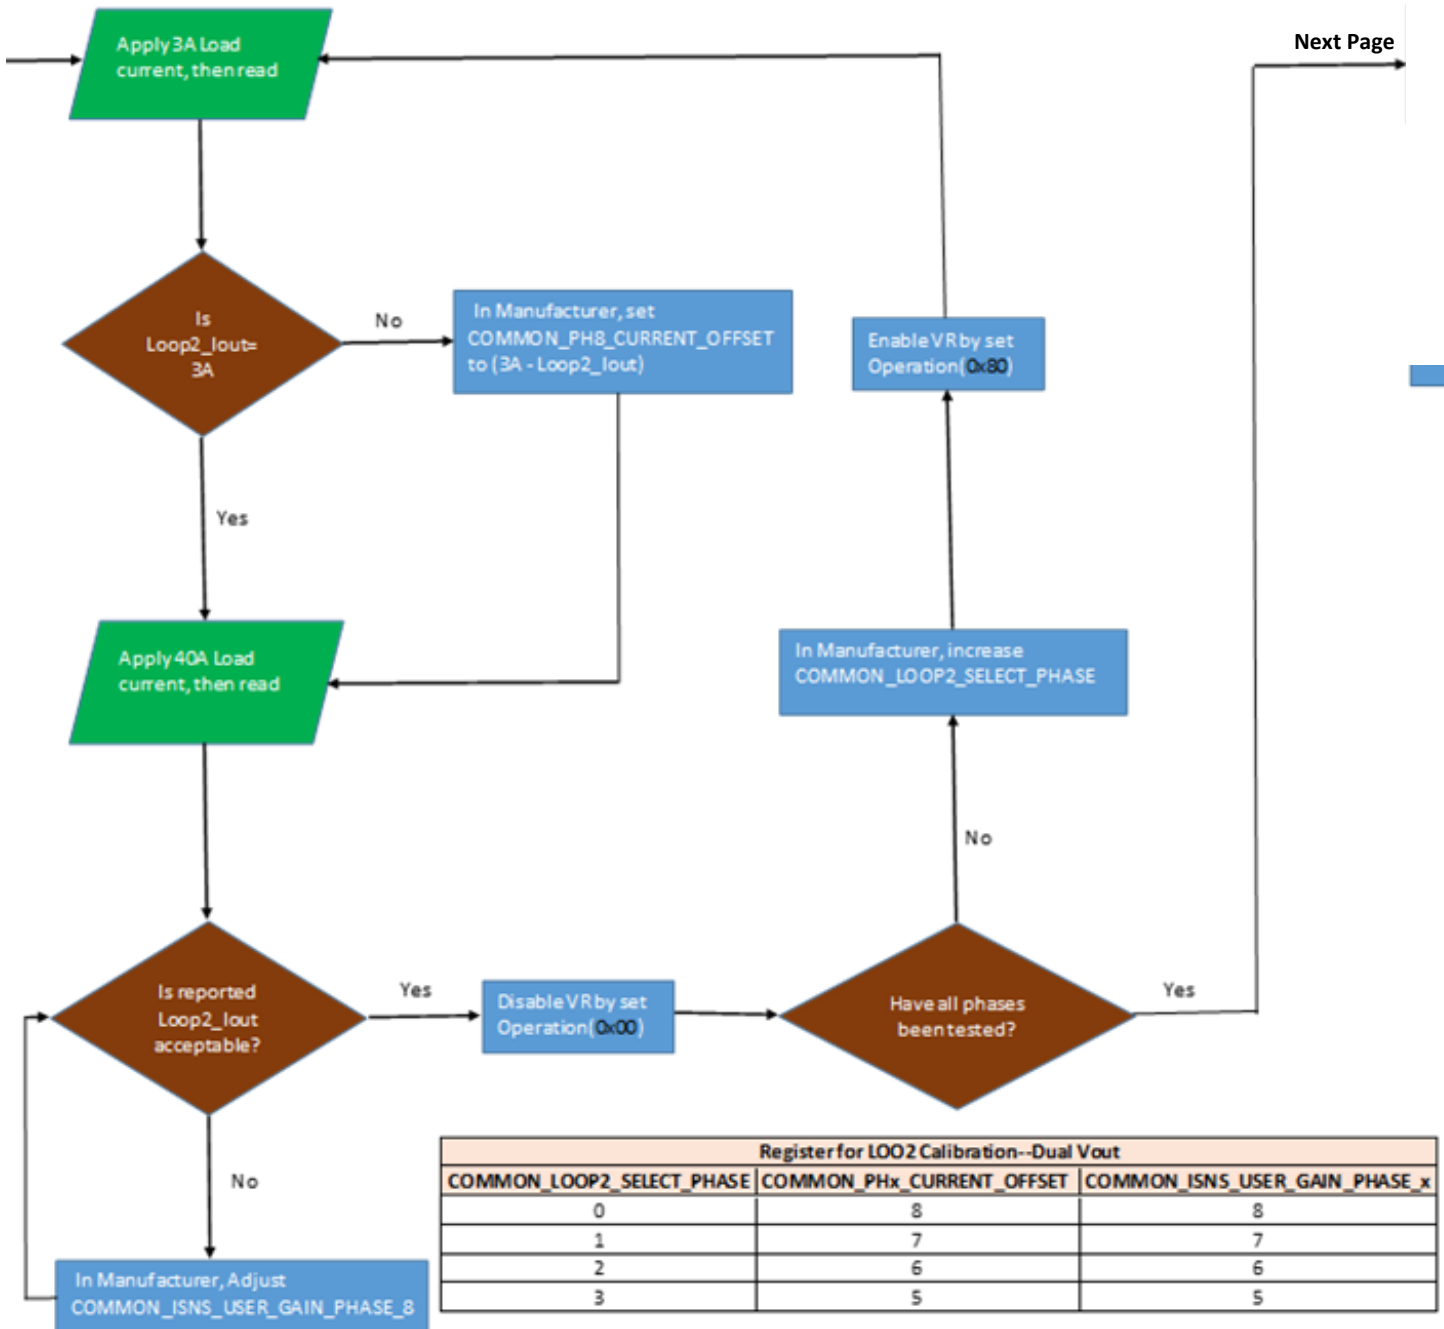 Apply 3A Load
current, then read
Next Page
Is
Loop2_Iout=
3A
No
In Manufacturer, set
COMMON_PH8_CURRENT_OFFSET
to (3A - Loop2_Iout)
Enable VR by set
Operation(0x80)
Yes
Apply 40A Load
current, then read
In Manufacturer, increase
COMMON_LOOP2_SELECT_PHASE
No
Is reported
Loop2_Iout
acceptable?
Yes
Disable VR by set
Operation(0x00)
Have all phases
been tested?
Yes
No
In Manufacturer, Adjust
COMMON_ISNS_USER_GAIN_PHASE_8
Register for LOO2 Calibration--Dual Vout
COMMON_LOOP2_SELECT_PHASE COMMON_PHx_CURRENT_OFFSET COMMON_ISNS_USER_GAIN_PHASE_x
0 8 8
1 7 7
2 6 6
3 5 5